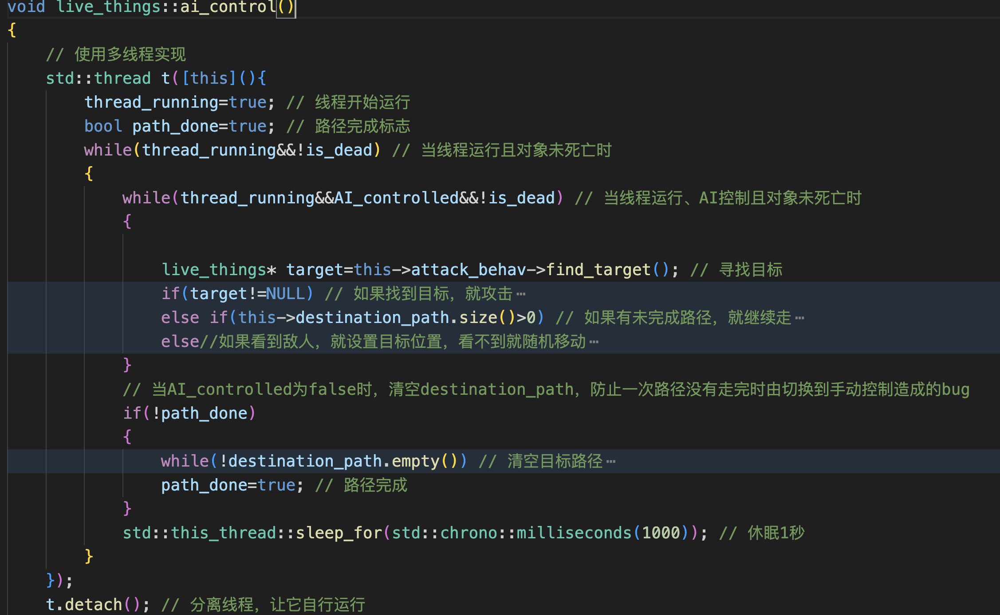 void live_things::ai_control()
{
// 使用多线程实现
std::thread t([this](){
thread_running=true; // 线程开始运行
bool path_done=true; // 路径完成标志
while(thread_running&&!is_dead) // 当线程运行且对象未死亡时
{
while(thread_running&&AI_controlled&&!is_dead) // 当线程运行、AI控制且对象未死亡时
{
live_things* target=this->attack_behav->find_target(); // 寻找目标
if(target!=NULL) // 如果找到目标，就攻击⋯
else if(this->destination_path.size()>0) // 如果有未完成路径，就继续走⋯
else//如果看到敌人，就设置目标位置，看不到就随机移动⋯
}
// 当AI_controlled为false时，清空destination_path，防止一次路径没有走完时由切换到手动控制造成的bug
if(!path_done)
{
while(!destination_path.empty()) // 清空目标路径⋯
path_done=true; // 路径完成
}
std::this_thread::sleep_for(std::chrono::milliseconds(1000)); // 休眠1秒
}
});
t.detach(); // 分离线程，让它自行运行